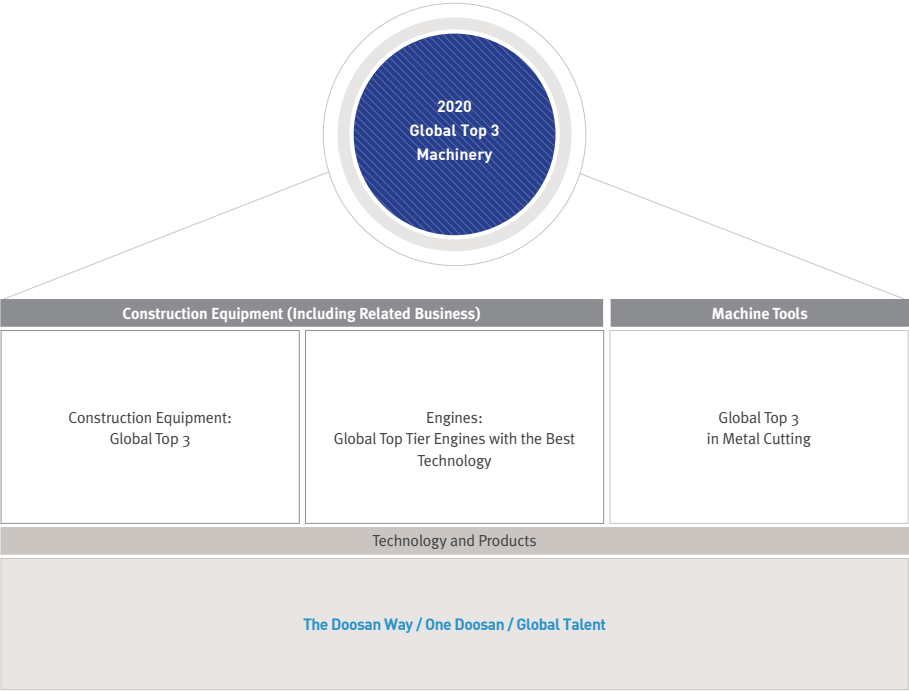 2020
Global Top 3
Machinery
Construction Equipment (Including Related Business)
Machine Tools
Construction Equipment:
Global Top 3
Engines:
Global Top Tier Engines with the Best
Technology
Global Top 3
in Metal Cutting
Technology and Products
The Doosan Way / One Doosan / Global Talent